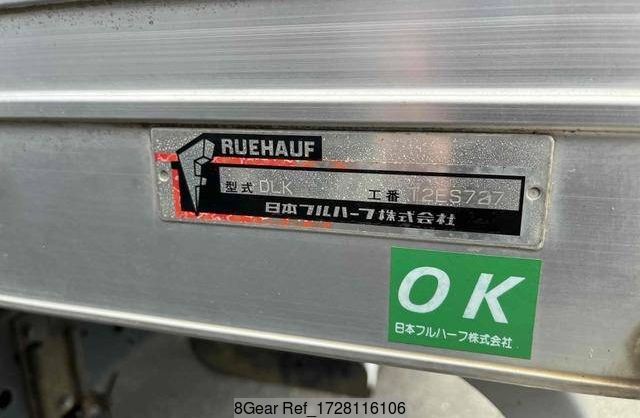 RUEHAUF
型式 DLK 工番 T2ES727
日本フルハーフ株式会社
OK
日本フルハーフ株式会社
8Gear Ref_1728116106